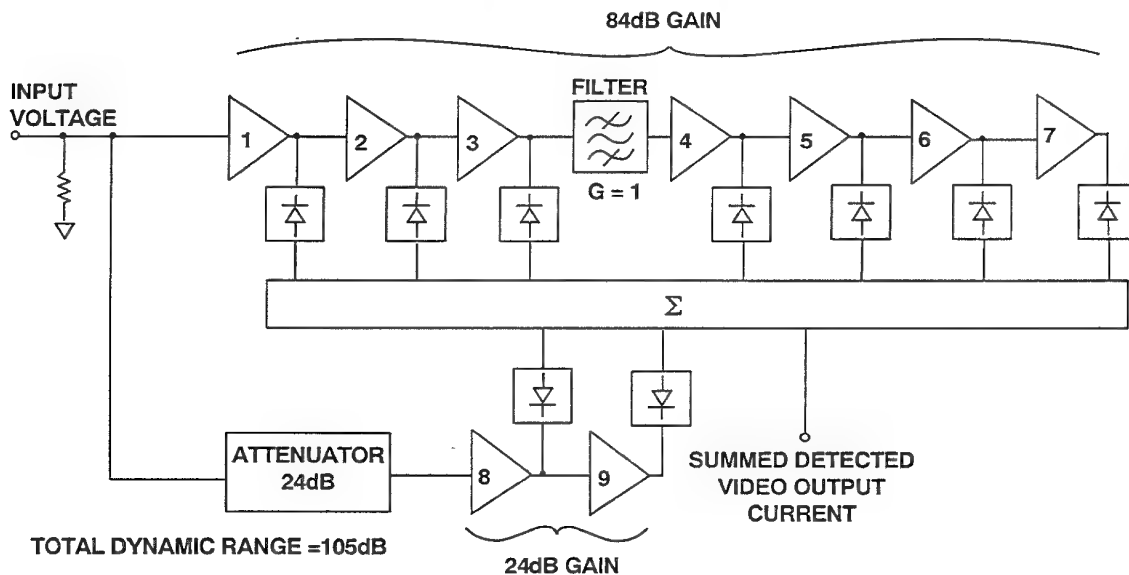 84dB GAIN
INPUT
VOLTAGE
FILTER
1
2
3
4
5
6
7
G = 1
Σ
ATTENUATOR
24dB
8
9
SUMMED DETECTED
VIDEO OUTPUT
CURRENT
TOTAL DYNAMIC RANGE =105dB
24dB GAIN